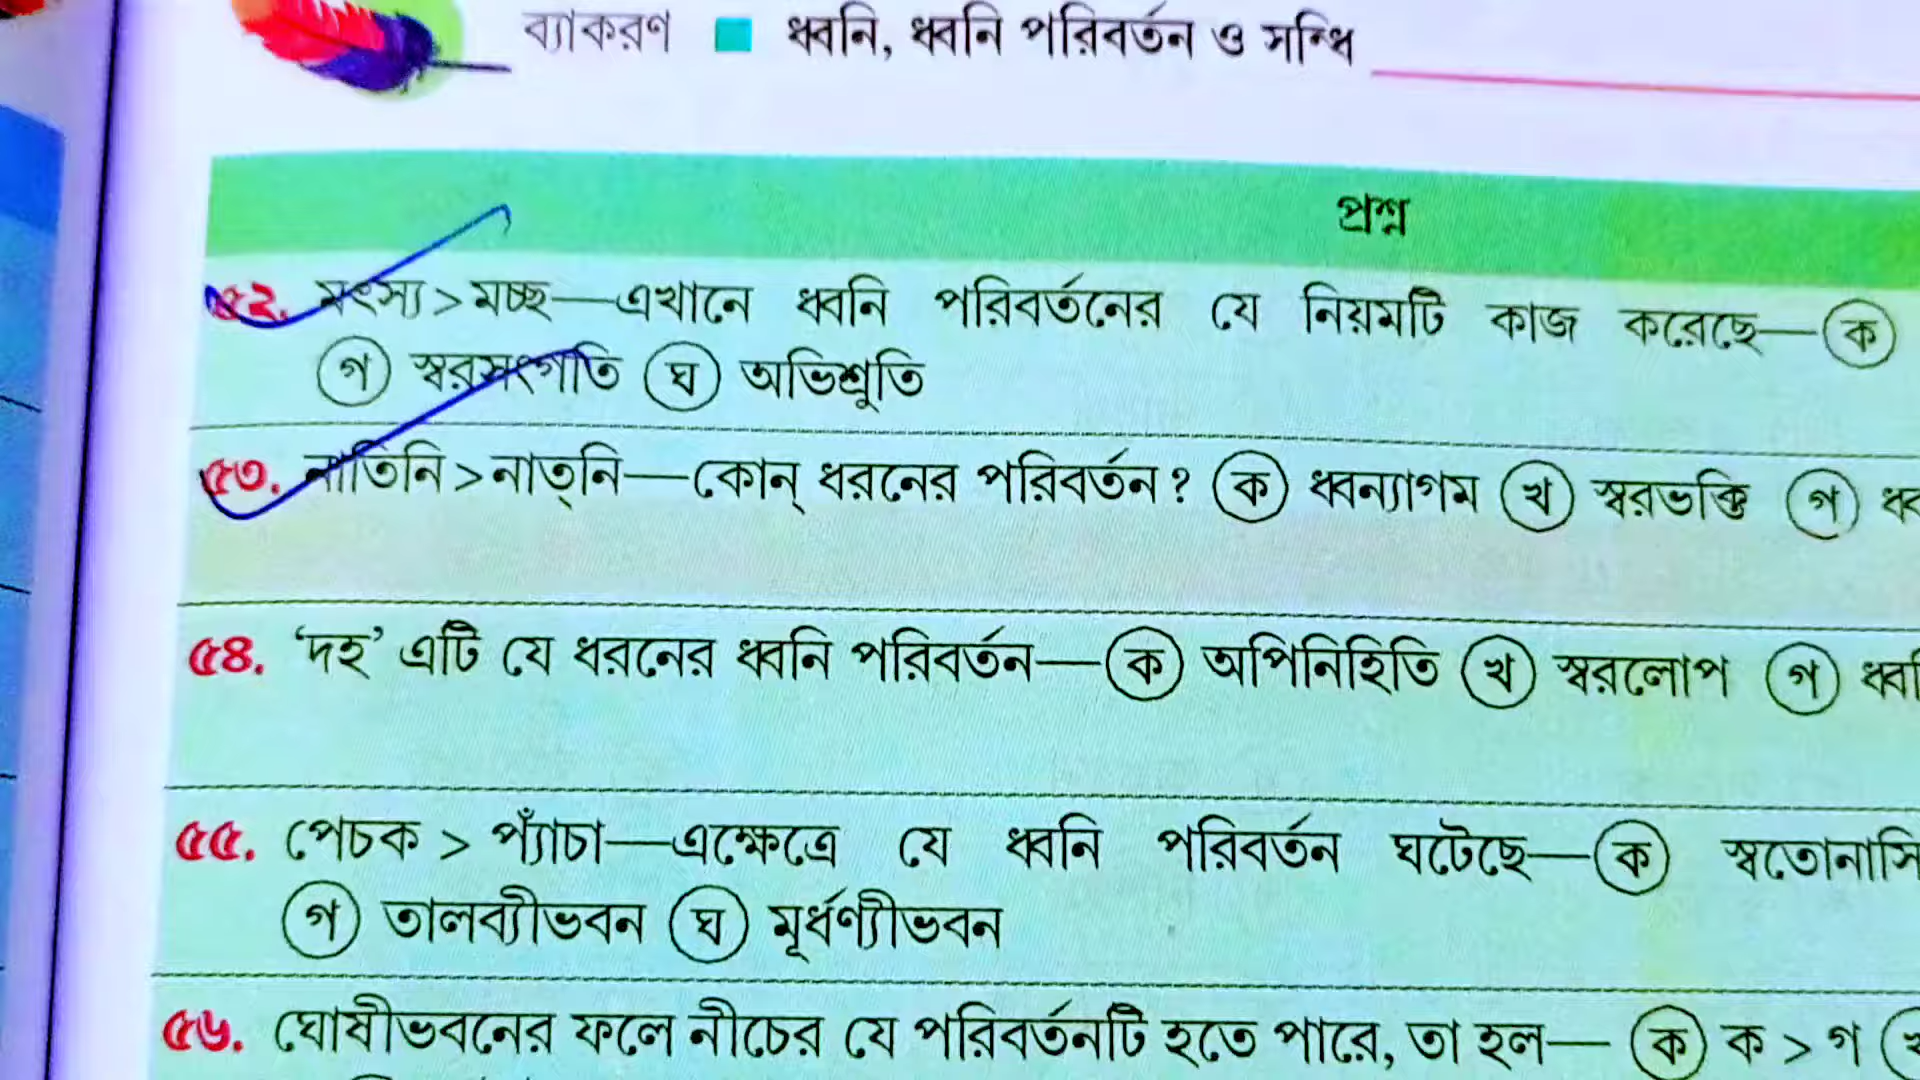 ব্যাকরণ ■ ধ্বনি, ধ্বনি পরিবর্তন ও সন্ধি
প্রশ্ন
৫২. মৎস্য > মচ্ছ—এখানে ধ্বনি পরিবর্তনের যে নিয়মটি কাজ করেছে— ক
গ স্বরসংগতি ঘ অভিশ্রুতি
৫৩. নাতিনি > নাত্‌নি—কোন্ ধরনের পরিবর্তন? ক ধ্বন্যাগম খ স্বরভক্তি গ
৫৪. ‘দহ’ এটি যে ধরনের ধ্বনি পরিবর্তন— ক অপিনিহিতি খ স্বরলোপ গ
৫৫. পেচক > প্যাঁচা—এক্ষেত্রে যে ধ্বনি পরিবর্তন ঘটেছে— ক স্বতোনাসি
গ তালব্যীভবন ঘ মূর্ধণ্যীভবন
৫৬. ঘোষীভবনের ফলে নীচের যে পরিবর্তনটি হতে পারে, তা হল— ক ক > গ